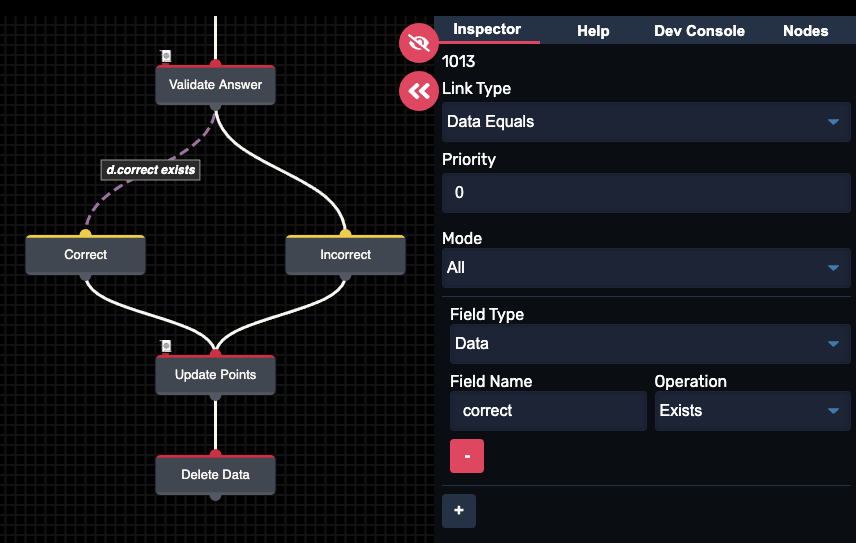 Inspector Help Dev Console Nodes
1013
Link Type
Data Equals
Priority
0
Mode
All
Field Type
Data
Field Name Operation
correct Exists
-
+
Validate Answer
d.correct exists
Correct Incorrect
Update Points
Delete Data